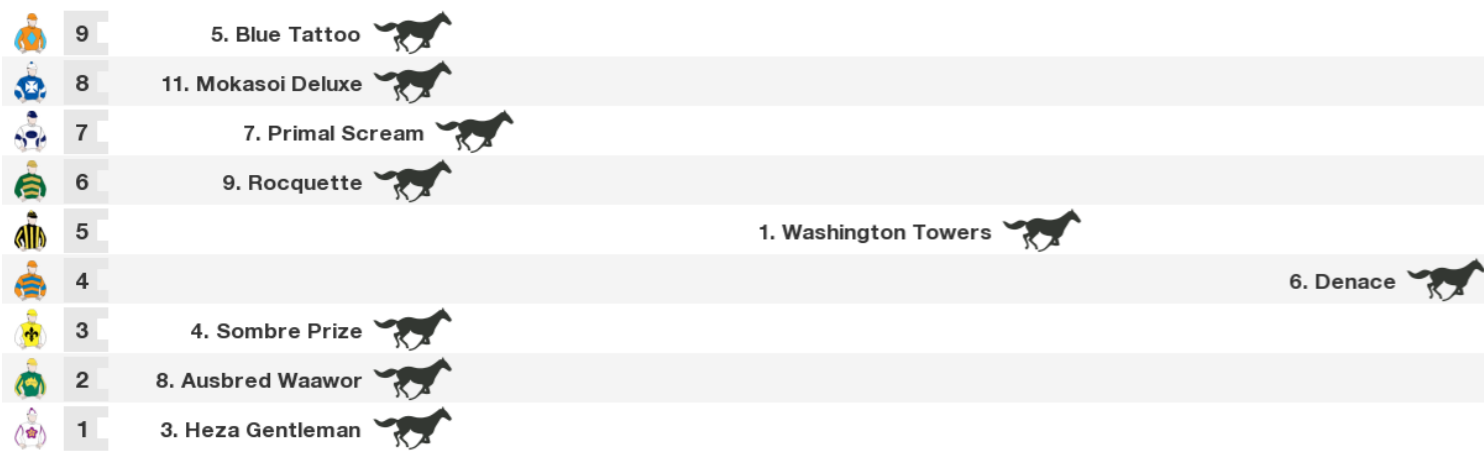 9 5. Blue Tattoo
8 11. Mokasoi Deluxe
7 7. Primal Scream
6 9. Rocquette
5 1. Washington Towers
4 6. Denace
3 4. Sombre Prize
2 8. Ausbred Waawor
1 3. Heza Gentleman